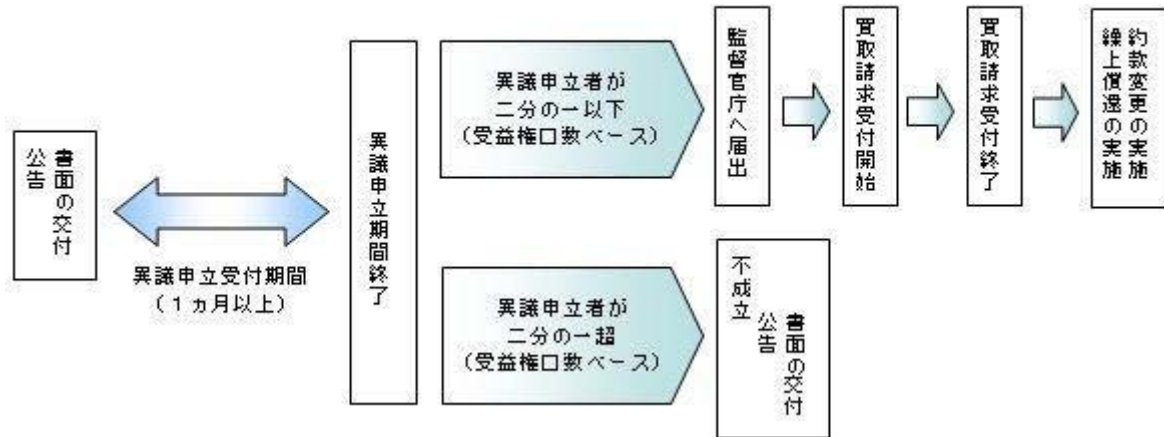 書面の交付
公告
異議申立受付期間
（１ヵ月以上）
異議申立期間終了
異議申立者が
二分の一以下
（受益権口数ベース）
監督官庁へ届出
買取請求受付開始
買取請求受付終了
約款変更の実施
繰上償還の実施
異議申立者が
二分の一超
（受益権口数ベース）
不成立
書面の交付
公告